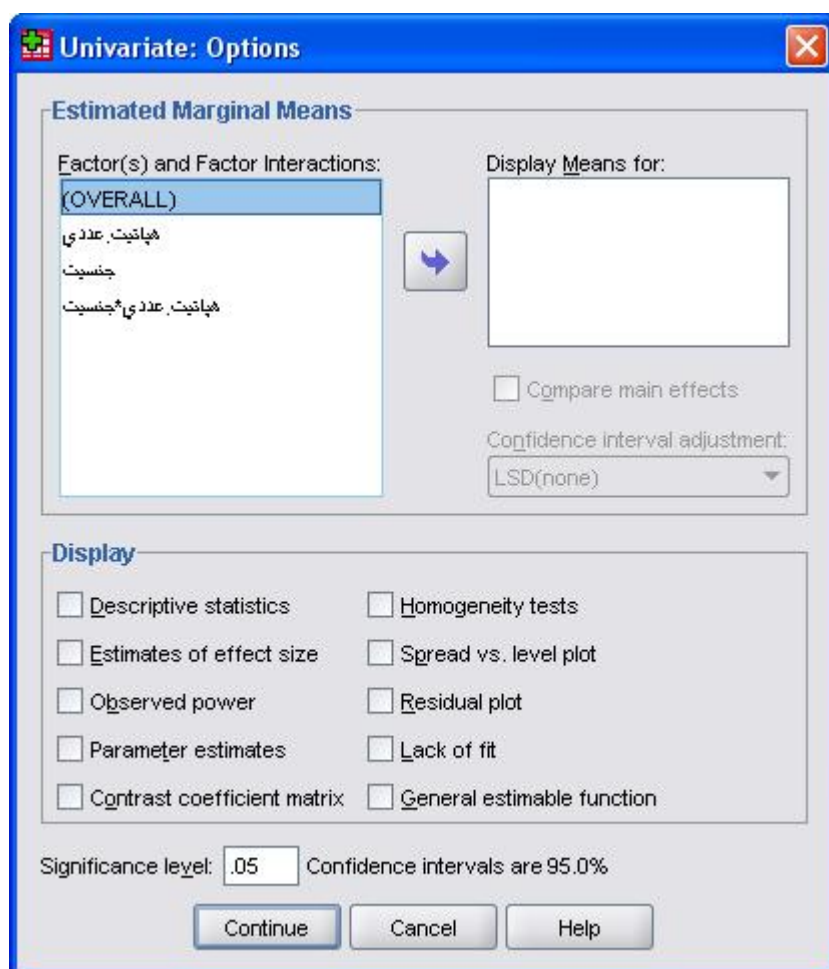 Univariate: Options
Estimated Marginal Means
Factor(s) and Factor Interactions:
(OVERALL)
هپاتیت.عددي
جنسیت
هپاتیت.عددي*جنسیت
Display Means for:
Compare main effects
Confidence interval adjustment:
LSD(none)
Display
Descriptive statistics
Homogeneity tests
Estimates of effect size
Spread vs. level plot
Observed power
Residual plot
Parameter estimates
Lack of fit
Contrast coefficient matrix
General estimable function
Significance level: .05 Confidence intervals are 95.0%
Continue Cancel Help